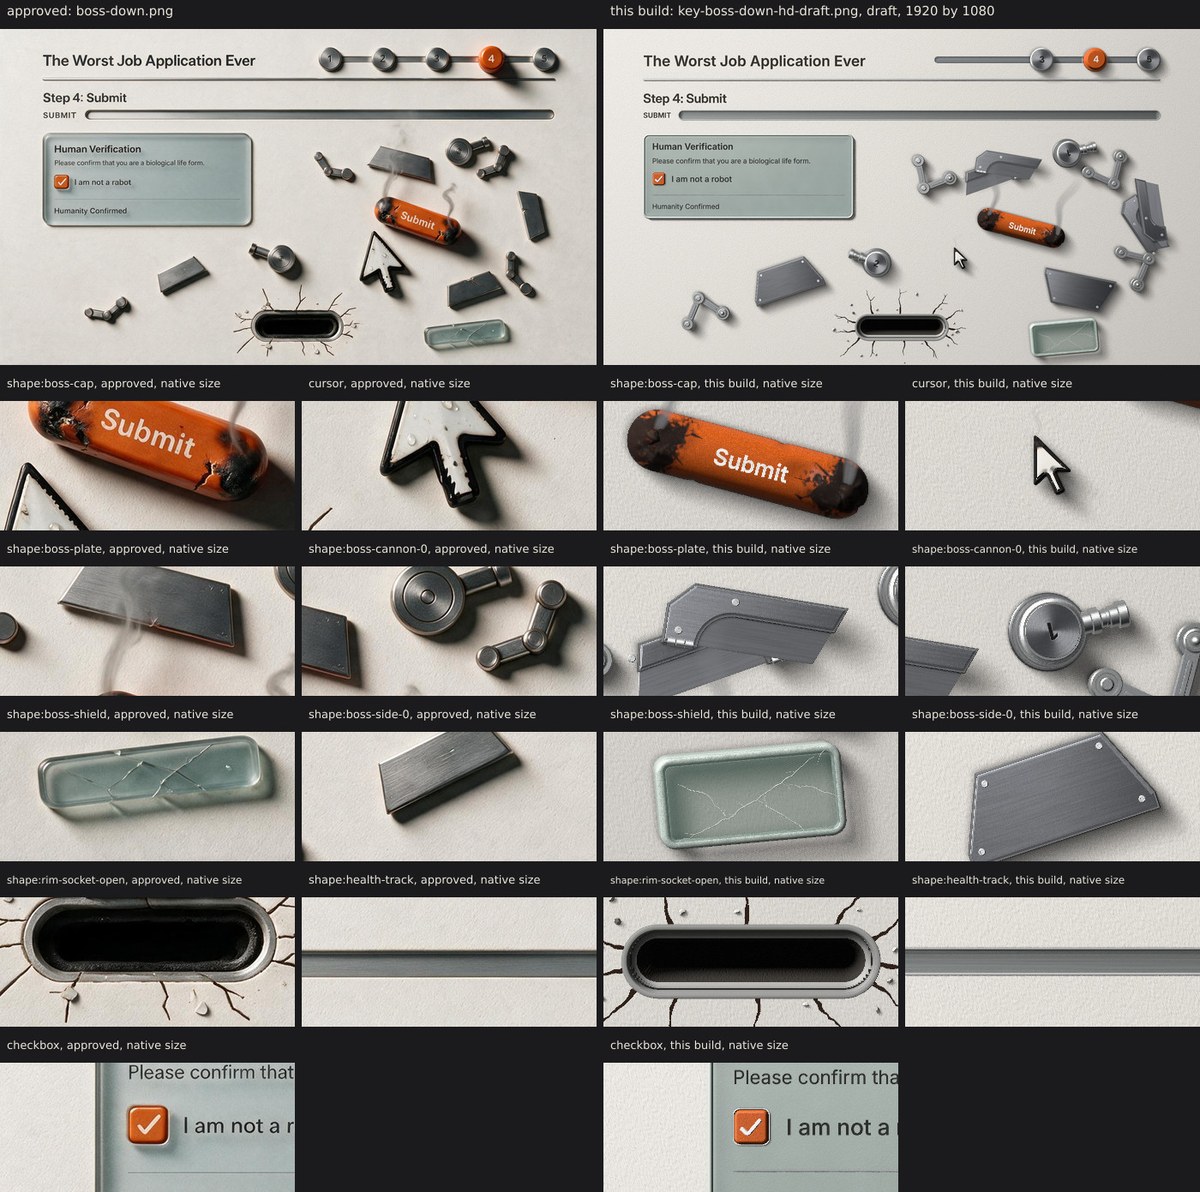 approved: boss-down.png
this build: key-boss-down-hd-draft.png, draft, 1920 by 1080
The Worst Job Application Ever
1 2 3 4 5
Step 4: Submit
SUBMIT
Human Verification
Please confirm that you are a biological life form.
I am not a rabot
Humanity Confirmed
Submit
The Worst Job Application Ever
3 4 5
Step 4: Submit
SUBMIT
Human Verification
Please confirm that you are a biological life form.
I am not a robot
Humanity Confirmed
Submit
shape:boss-cap, approved, native size
cursor, approved, native size
shape:boss-cap, this build, native size
cursor, this build, native size
Submit
Submit
shape:boss-plate, approved, native size
shape:boss-cannon-0, approved, native size
shape:boss-plate, this build, native size
shape:boss-cannon-0, this build, native size
1
shape:boss-shield, approved, native size
shape:boss-side-0, approved, native size
shape:boss-shield, this build, native size
shape:boss-side-0, this build, native size
shape:rim-socket-open, approved, native size
shape:health-track, approved, native size
shape:rim-socket-open, this build, native size
shape:health-track, this build, native size
checkbox, approved, native size
checkbox, this build, native size
Please confirm that
I am not a r
Please confirm tha
I am not a